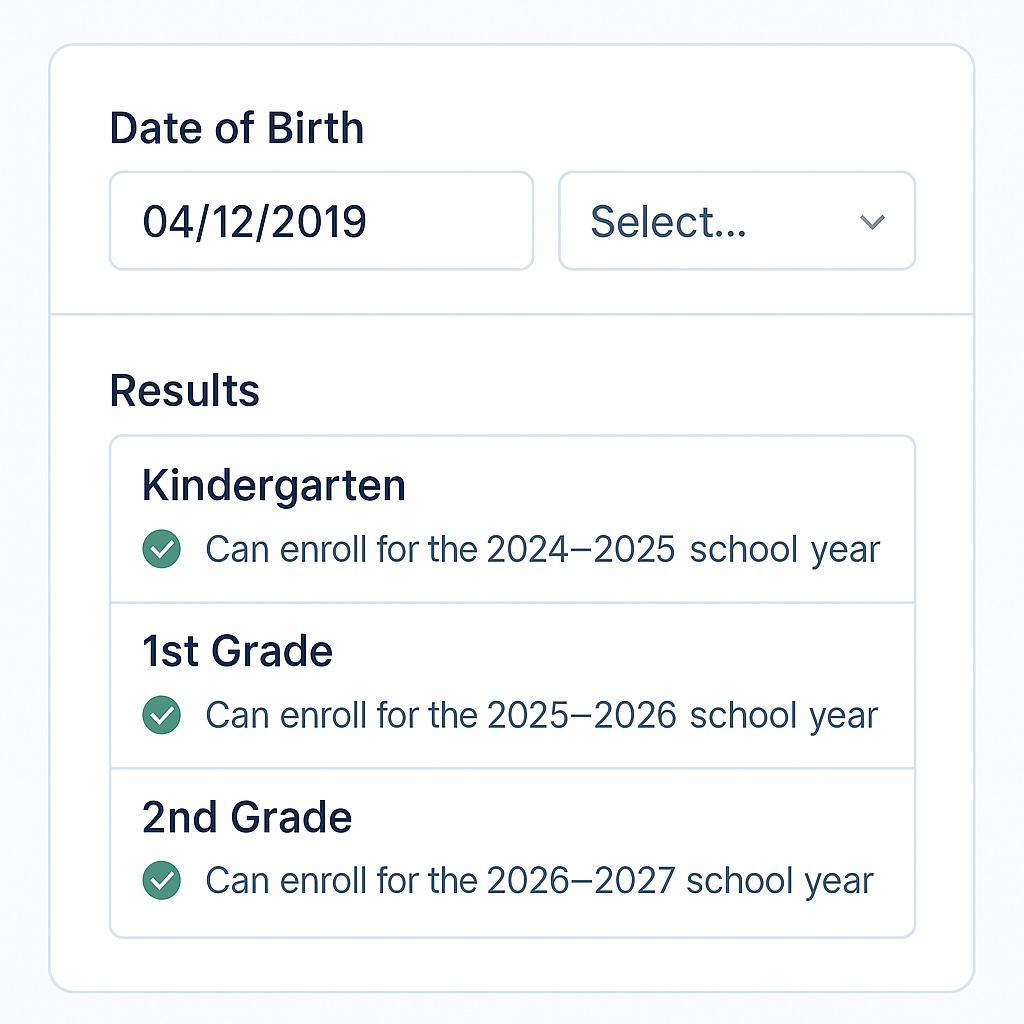 Date of Birth
04/12/2019
Select...
Results
Kindergarten
Can enroll for the 2024–2025 school year
1st Grade
Can enroll for the 2025–2026 school year
2nd Grade
Can enroll for the 2026–2027 school year